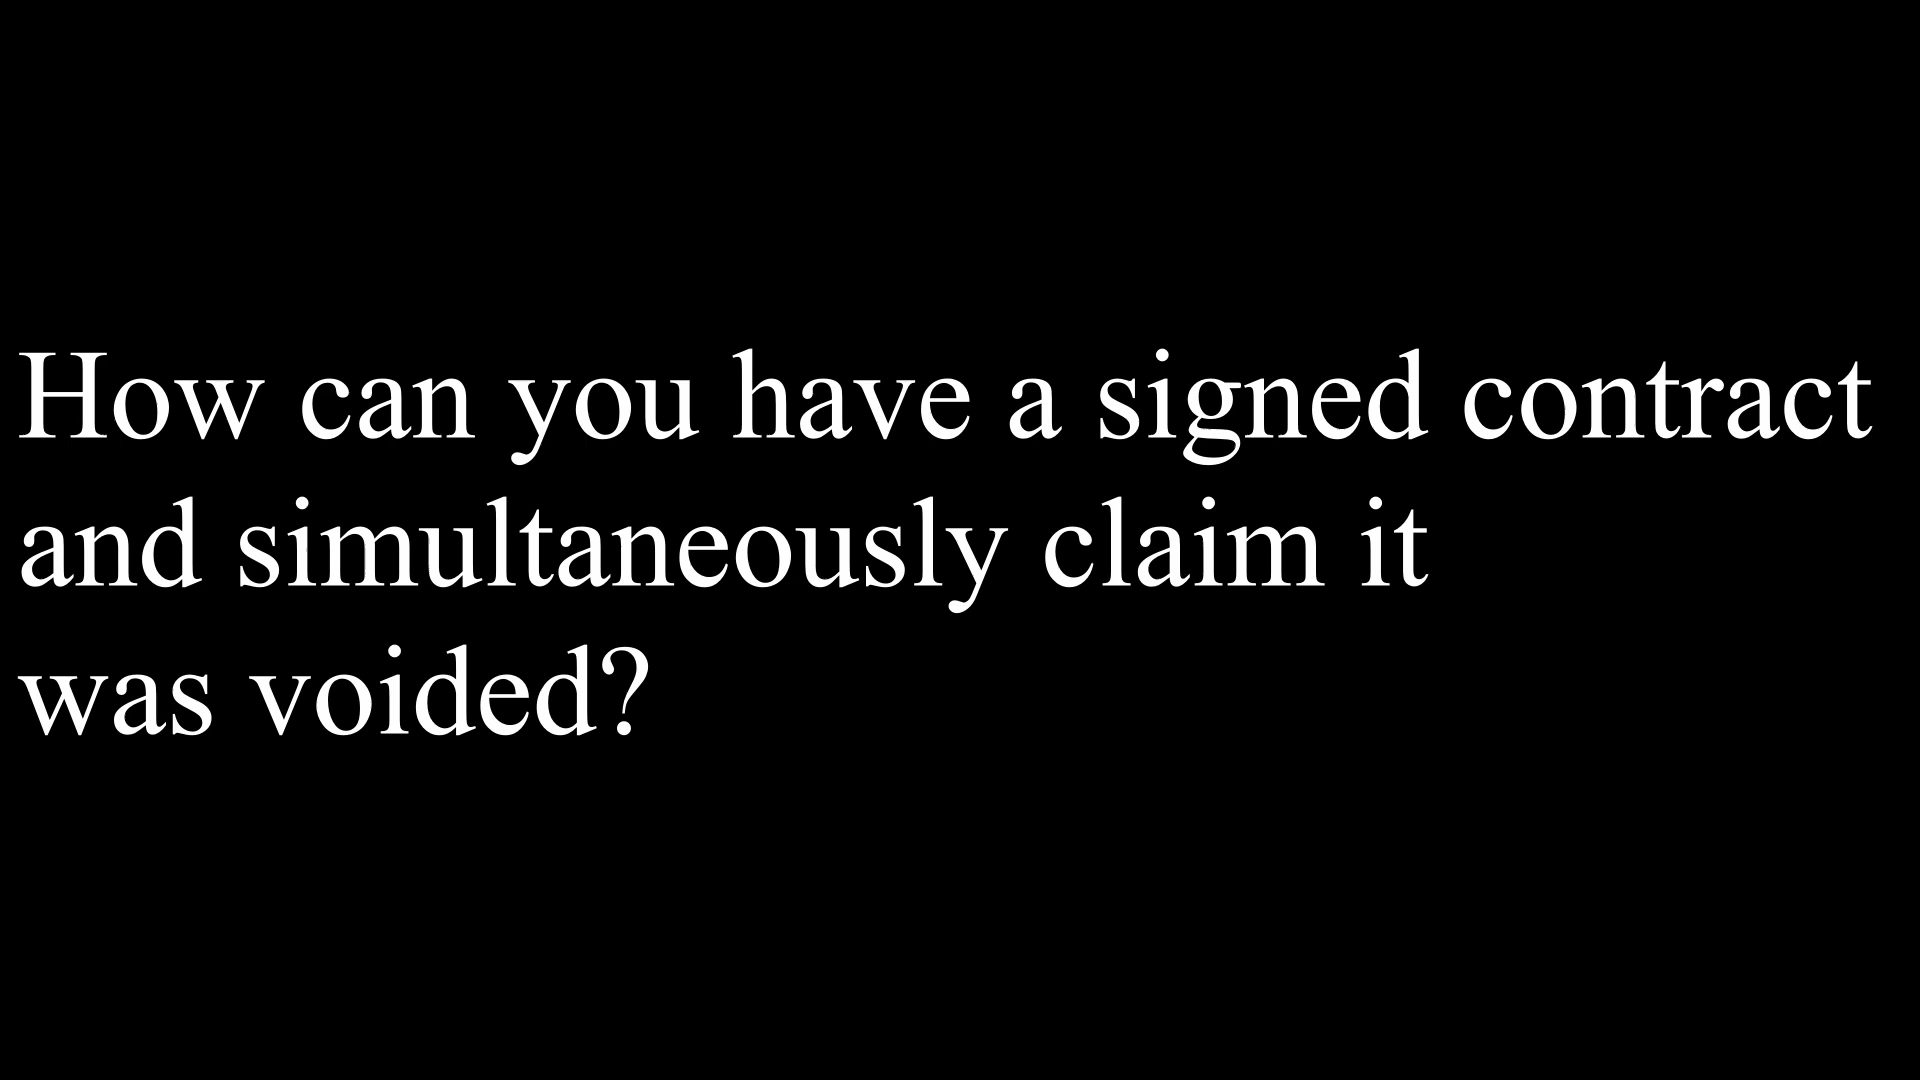 How can you have a signed contract
and simultaneously claim it
was voided?